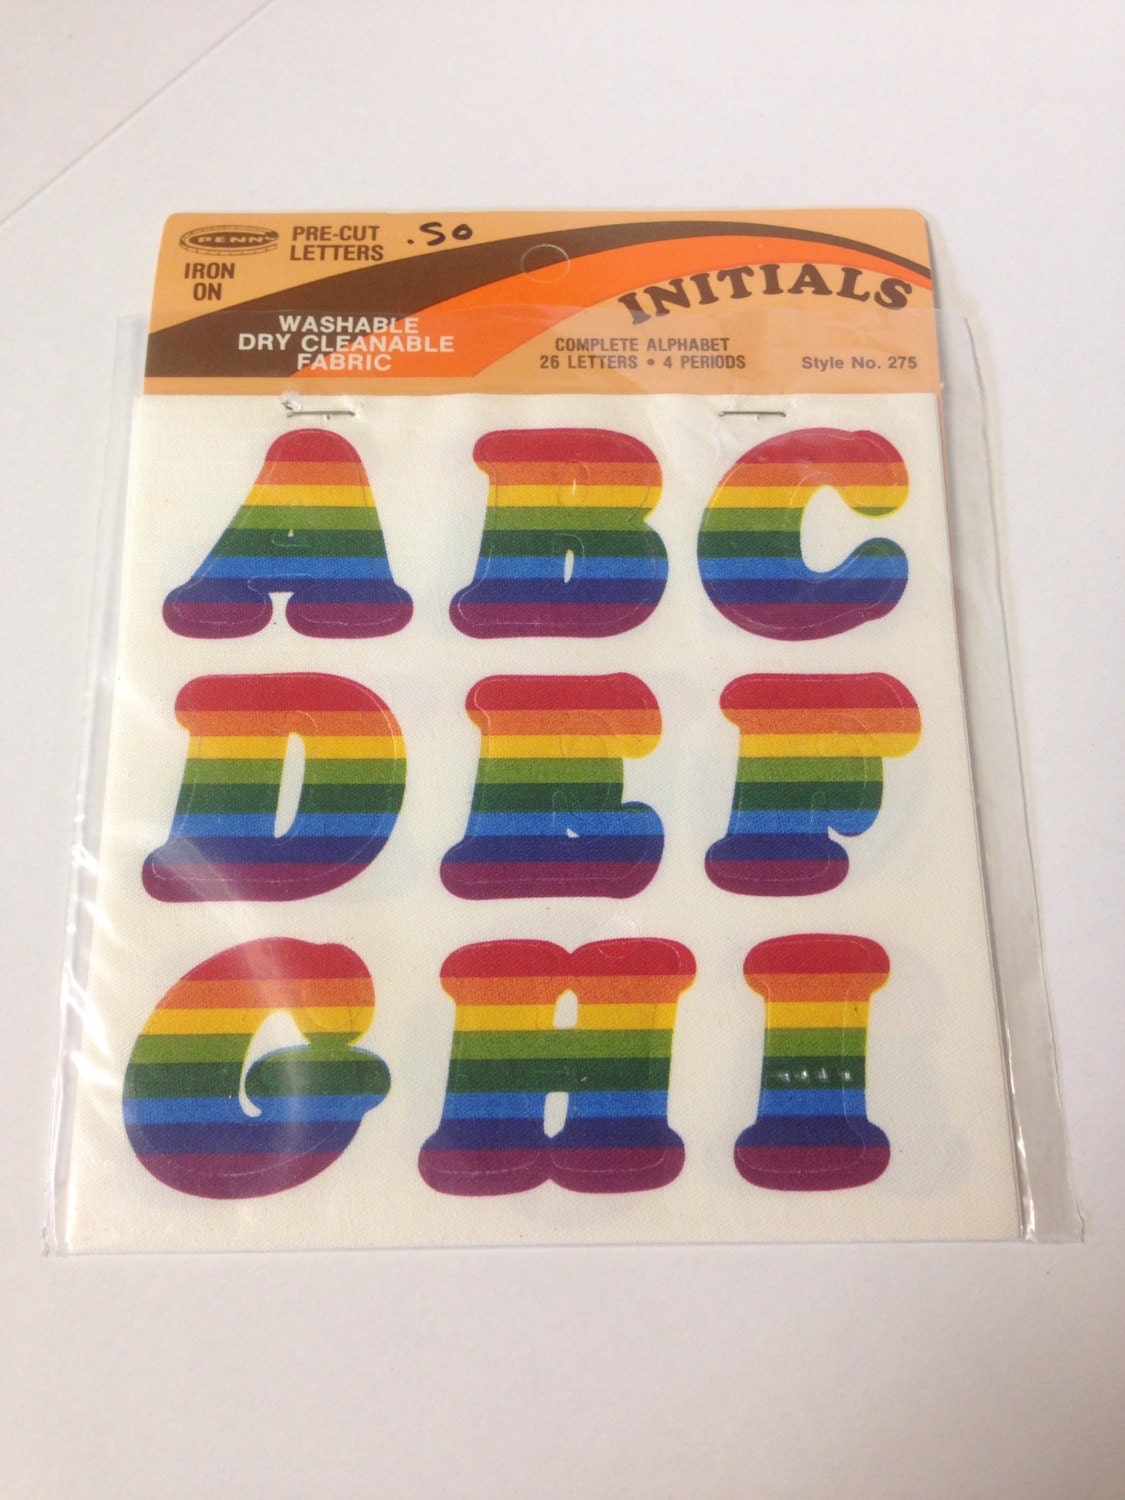 PENN
IRON
ON
PRE-CUT
LETTERS
.50
WASHABLE
DRY CLEANABLE
FABRIC
INITIALS
COMPLETE ALPHABET
26 LETTERS • 4 PERIODS
Style No. 275
A B C
D E F
G H I